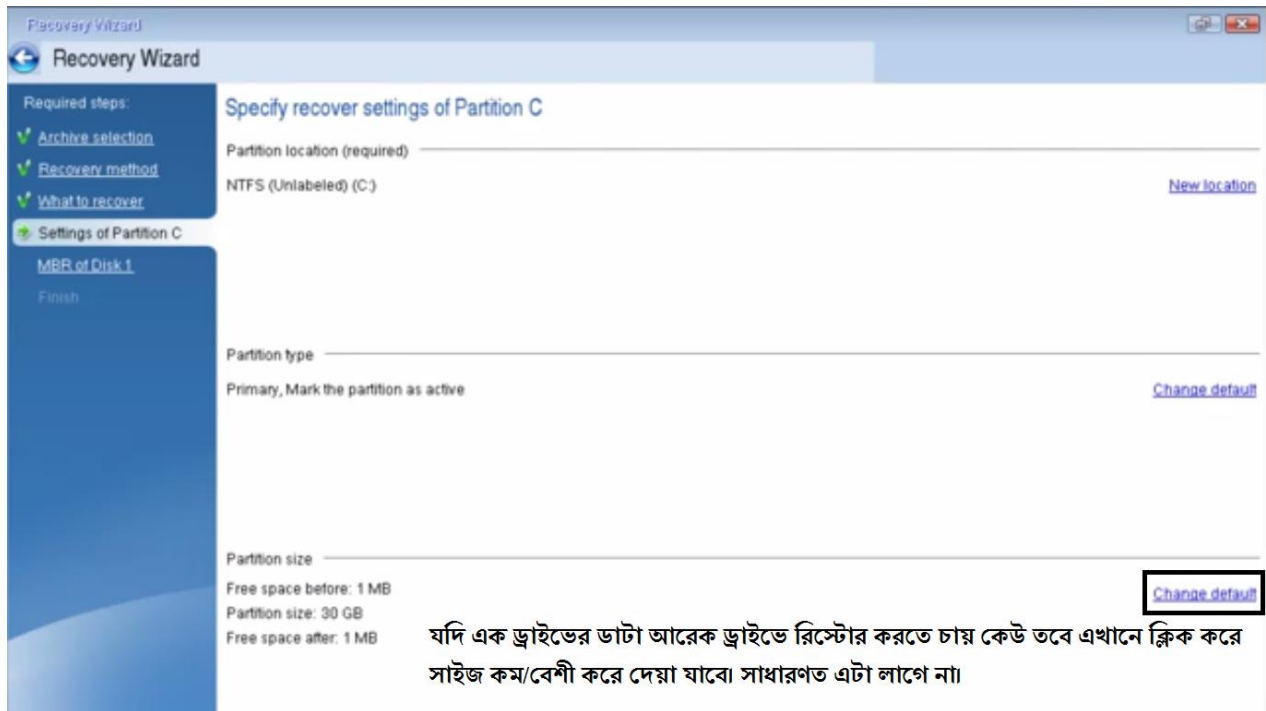 Recovery Wizard
Recovery Wizard
Required steps:
Archive selection
Recovery method
What to recover
Settings of Partition C
MBR of Disk 1
Finish
Specify recover settings of Partition C
Partition location (required)
NTFS (Unlabeled) (C:)
New location
Partition type
Primary, Mark the partition as active
Change default
Partition size
Free space before: 1 MB
Change default
Partition size: 30 GB
Free space after: 1 MB
যদি এক ড্রাইভের ডাটা আরেক ড্রাইভে রিস্টোর করতে চায় কেউ তবে এখানে ক্লিক করে
সাইজ কম/বেশী করে দেয়া যাবে। সাধারণত এটা লাগে না।